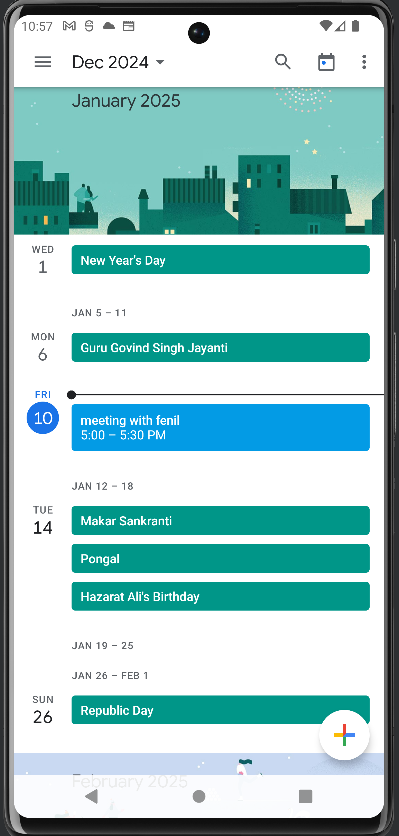 10:57
Dec 2024
January 2025
WED
1
New Year's Day
JAN 5 – 11
MON
6
Guru Govind Singh Jayanti
FRI
10
meeting with fenil
5:00 – 5:30 PM
JAN 12 – 18
TUE
14
Makar Sankranti
Pongal
Hazarat Ali's Birthday
JAN 19 – 25
JAN 26 – FEB 1
SUN
26
Republic Day
February 2025